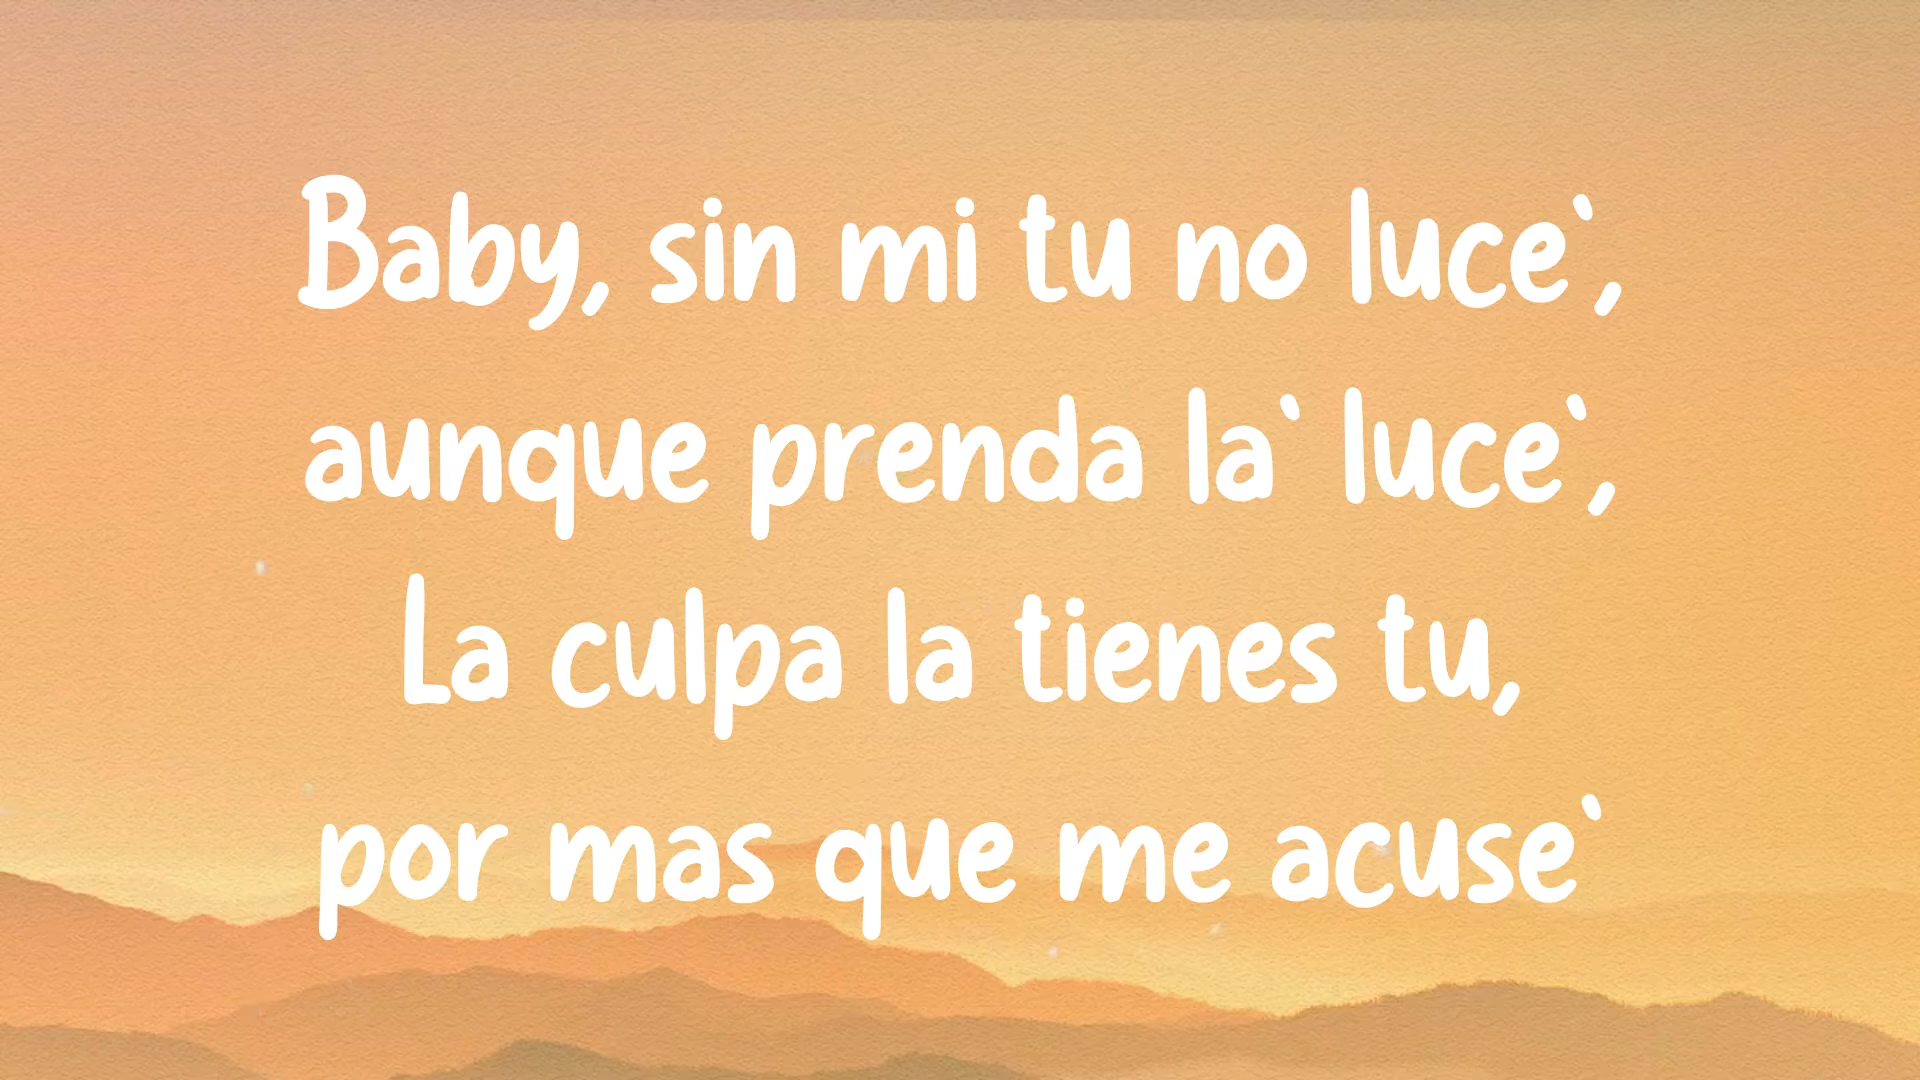 Baby, sin mi tu no luce`,
aunque prenda la` luce`,
La culpa la tienes tu,
por mas que me acuse`